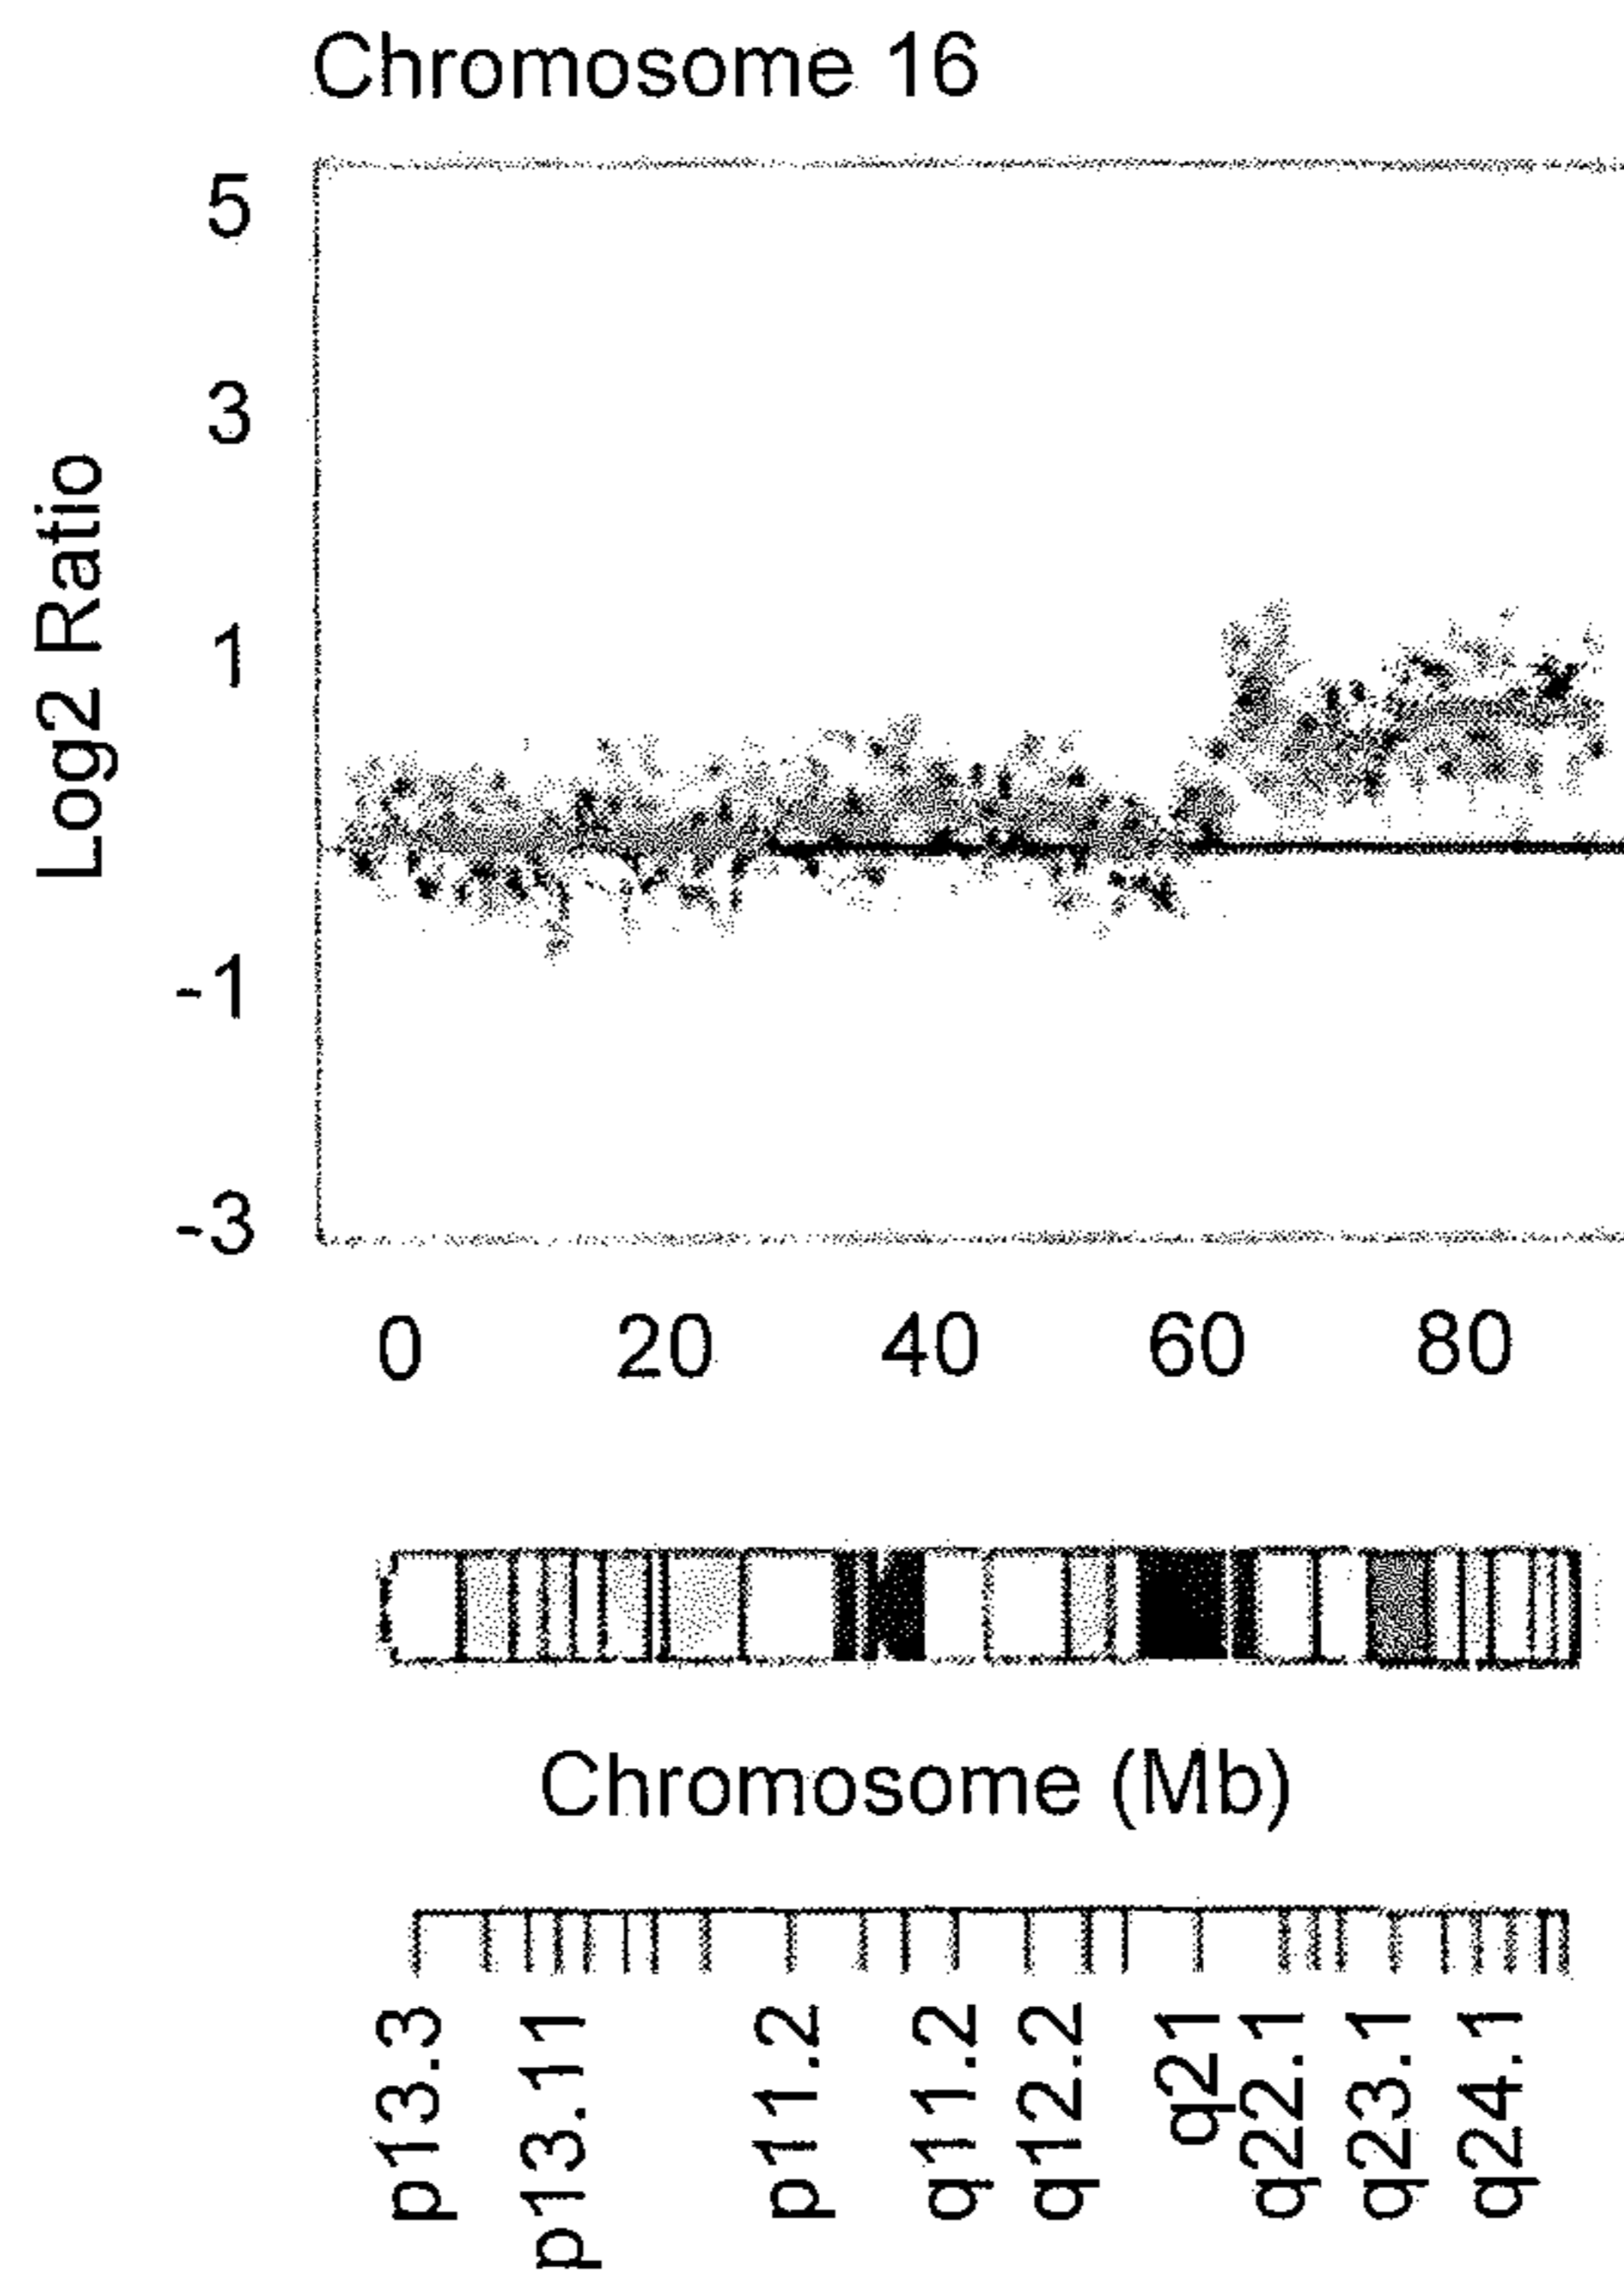 Chromosome 16
Log2 Ratio
5
3
1
-1
-3
0 20 40 60 80
Chromosome (Mb)
p13.3 p13.11 p11.2 q11.2 q12.2 q21 q22.1 q23.1 q24.1